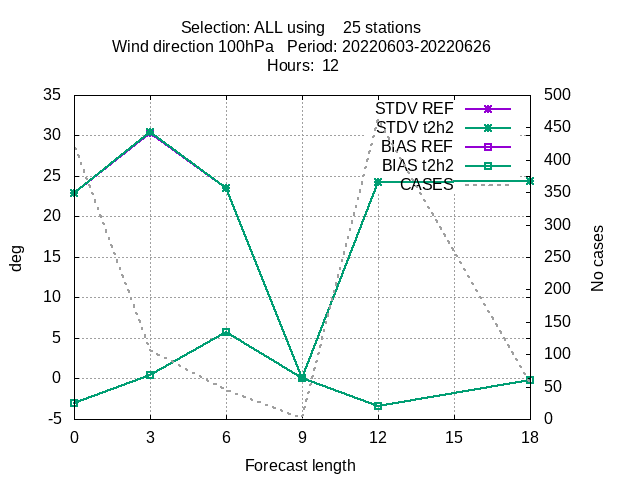 Selection: ALL using    25 stations
Wind direction 100hPa   Period: 20220603-20220626
Hours:  12
35 500
30 450
25 400
20 350
15 300
10 250
5 200
0 150
-5 100
50
0
deg
No cases
STDV REF
STDV t2h2
BIAS REF
BIAS t2h2
CASES
0 3 6 9 12 15 18
Forecast length